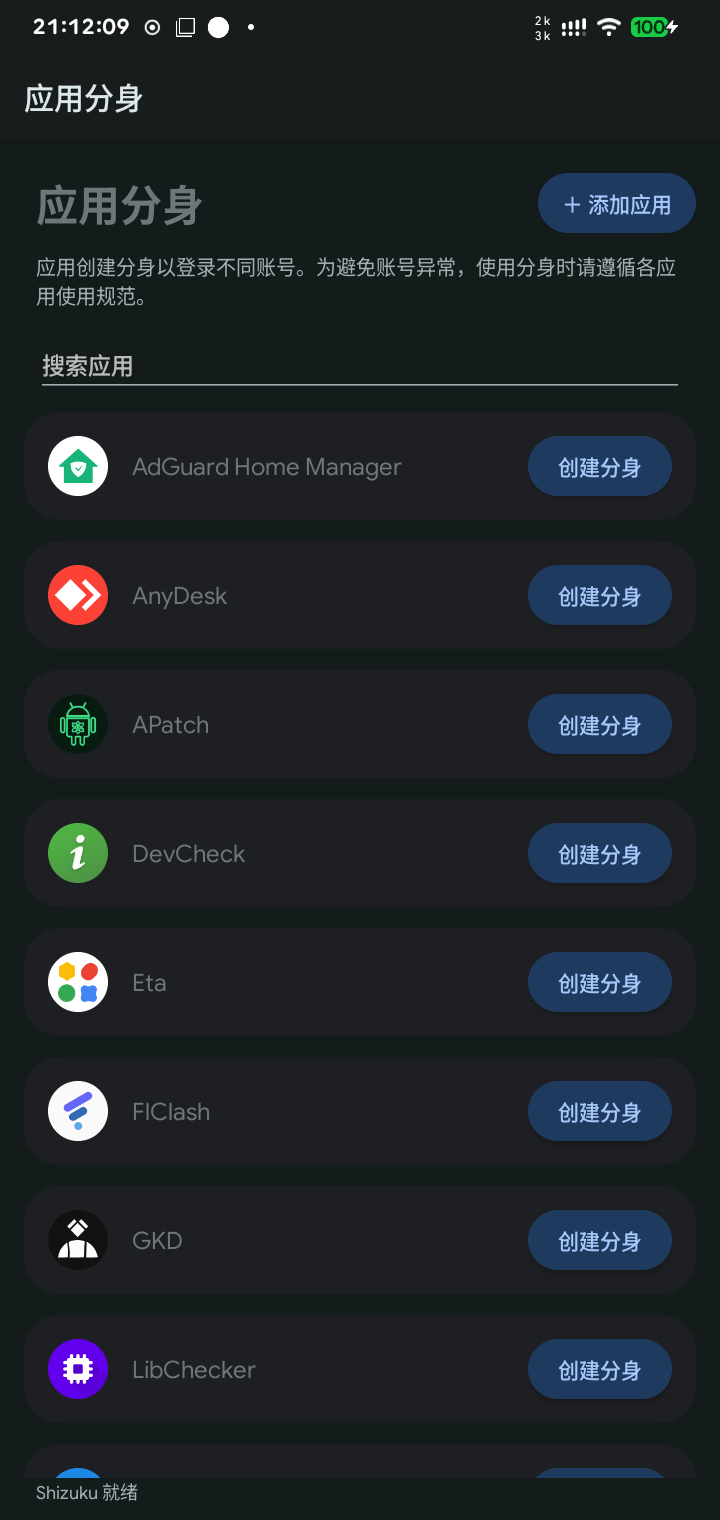 21:12:09
2k
3k
100
应用分身
应用分身
+ 添加应用
应用创建分身以登录不同账号。为避免账号异常，使用分身时请遵循各应
用使用规范。
搜索应用
AdGuard Home Manager 创建分身
AnyDesk 创建分身
APatch 创建分身
DevCheck 创建分身
Eta 创建分身
FlClash 创建分身
GKD 创建分身
LibChecker 创建分身
Shizuku 就绪